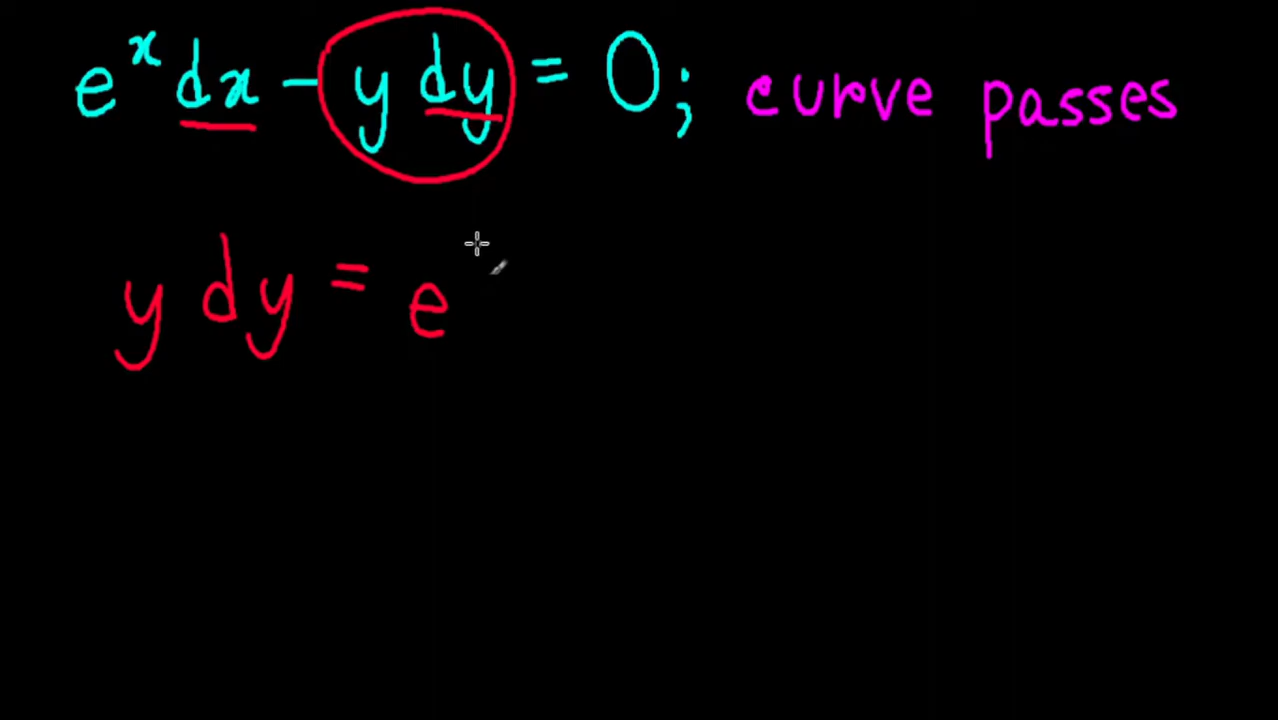 e^x dx - y dy = 0; curve passes
y dy = e